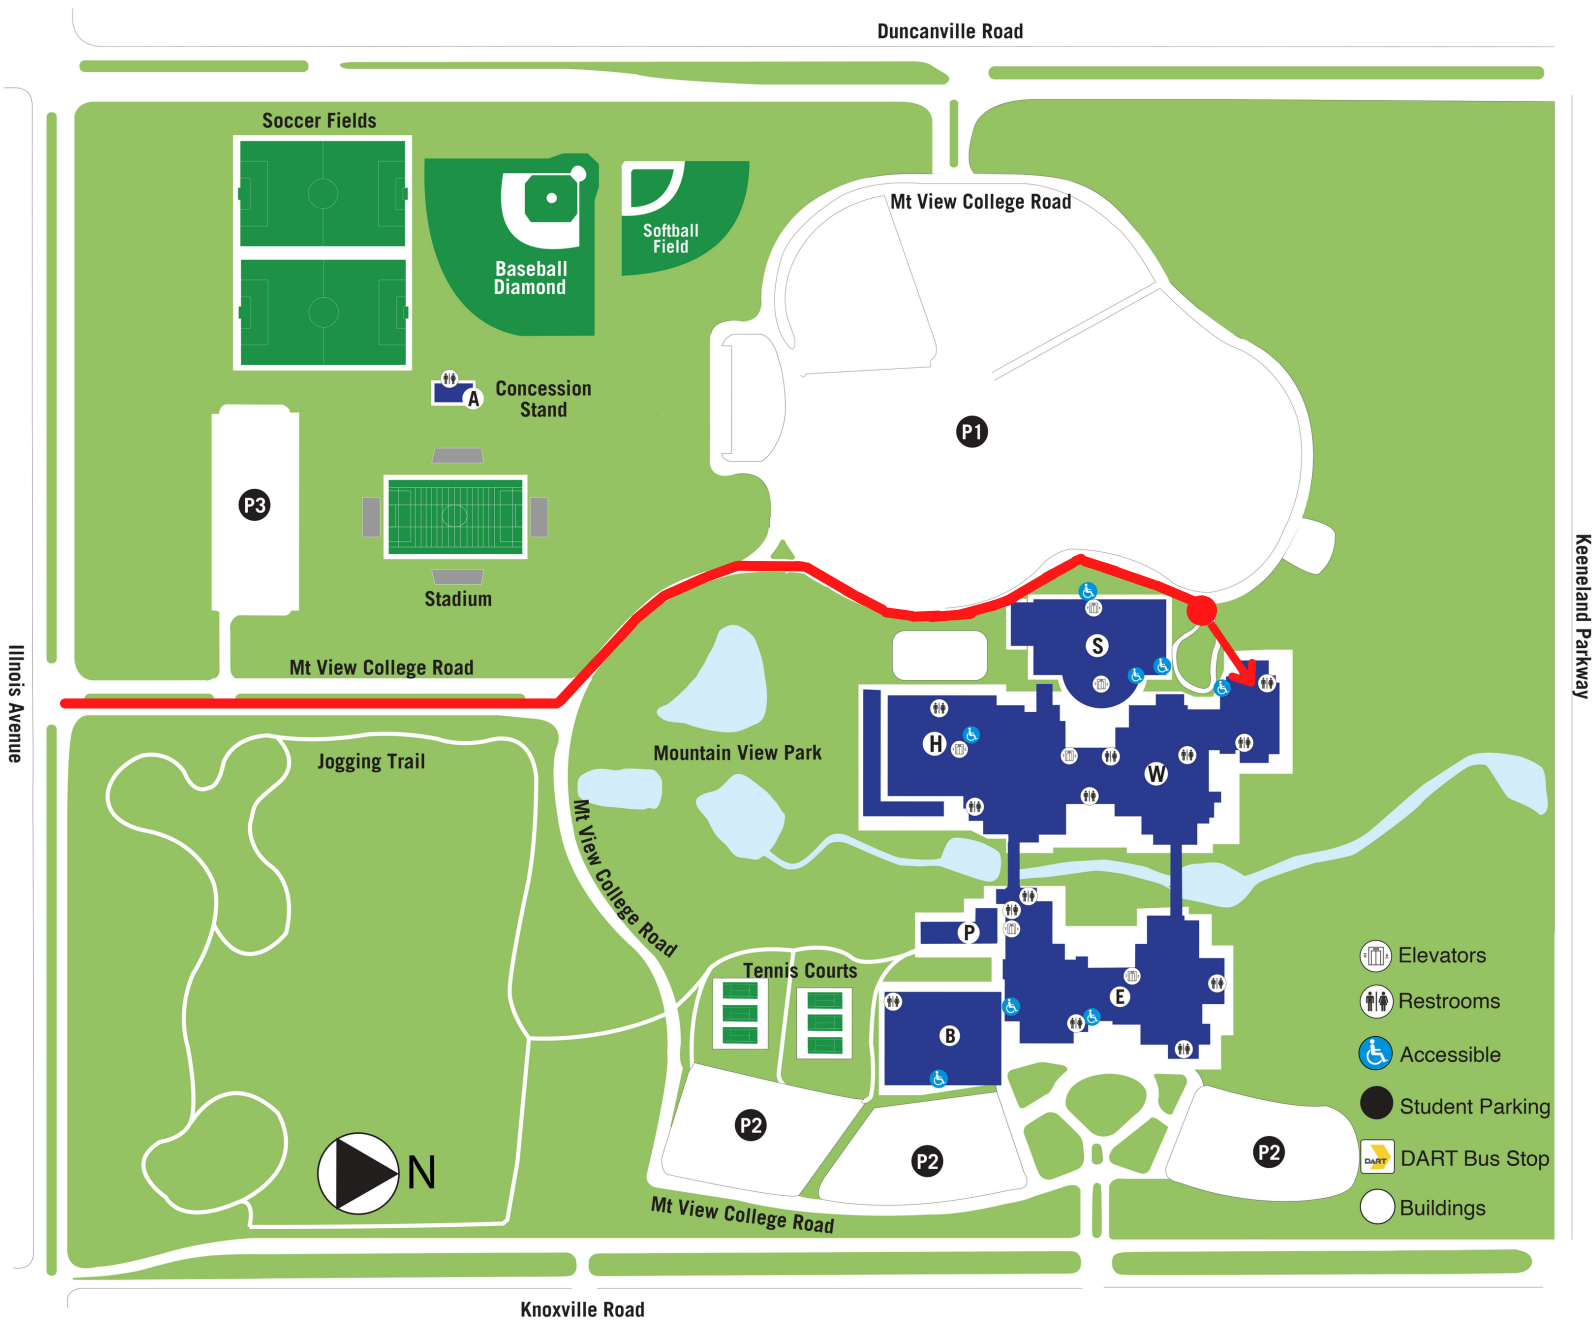 Duncanville Road
Soccer Fields
Mt View College Road
Softball
Field
Baseball
Diamond
Concession
Stand
A
P1
P3
Stadium
Keeneland Parkway
Illinois Avenue
Mt View College Road
S
Jogging Trail
Mountain View Park
H
W
Mt View College Road
P
Tennis Courts
E
B
Elevators
Restrooms
Accessible
Student Parking
DART
DART Bus Stop
Buildings
P2
P2
P2
N
Mt View College Road
Knoxville Road